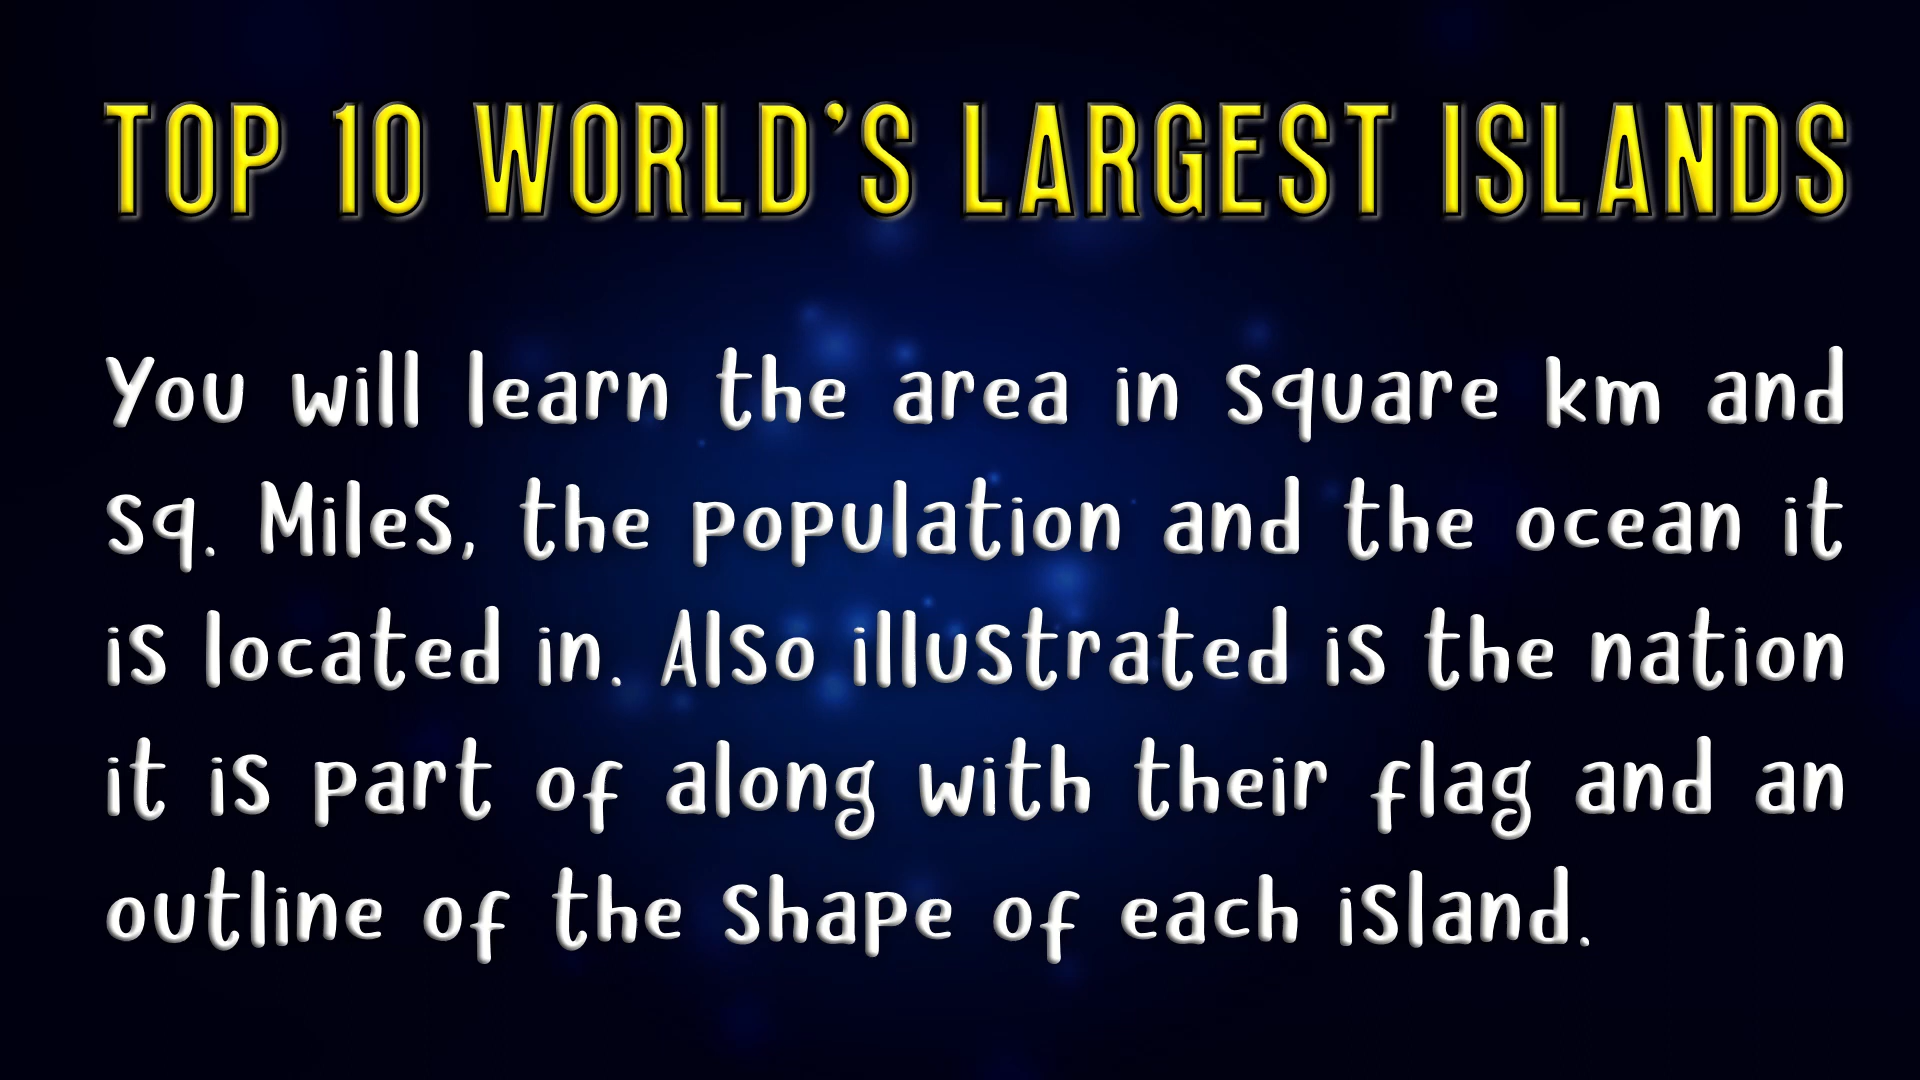 TOP 10 WORLD'S LARGEST ISLANDS
You will learn the area in square km and
sq. Miles, the population and the ocean it
is located in. Also illustrated is the nation
it is part of along with their flag and an
outline of the shape of each island.